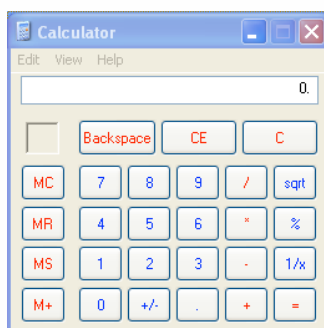 Calculator
Edit View Help
0.
Backspace CE C
MC 7 8 9 / sqrt
MR 4 5 6 * %
MS 1 2 3 - 1/x
M+ 0 +/- . + =